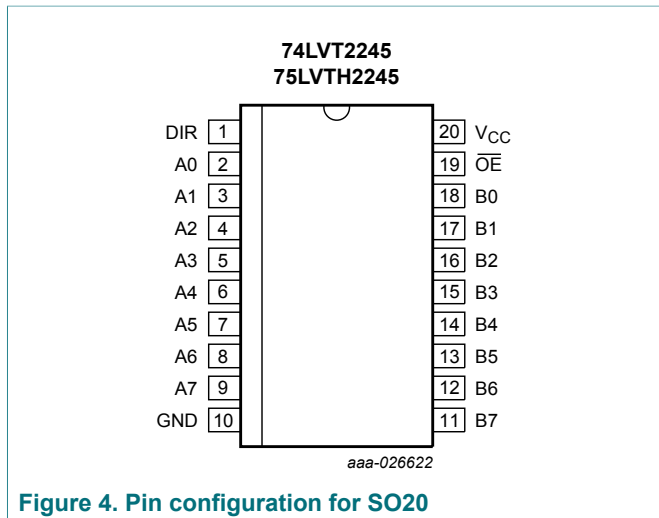 74LVT2245
75LVTH2245
DIR 1 20 VCC
A0 2 19 OE
A1 3 18 B0
A2 4 17 B1
A3 5 16 B2
A4 6 15 B3
A5 7 14 B4
A6 8 13 B5
A7 9 12 B6
GND 10 11 B7
aaa-026622
Figure 4. Pin configuration for SO20